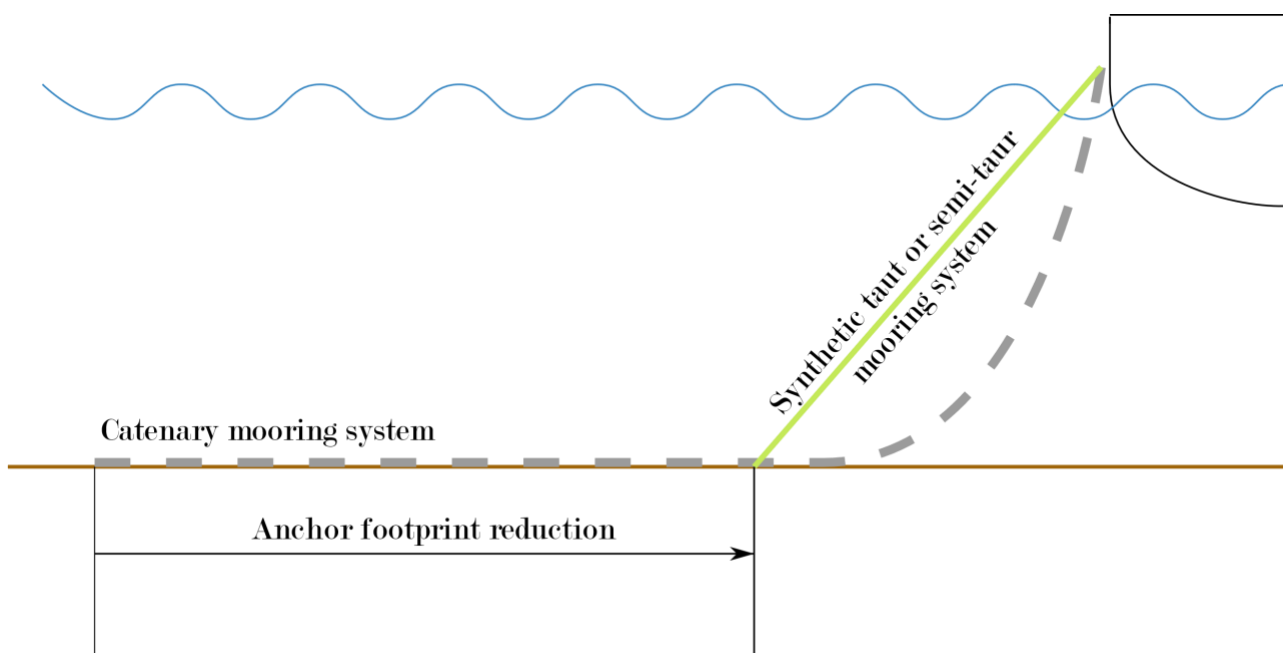 Synthetic taut or semi-taur
mooring system
Catenary mooring system
Anchor footprint reduction